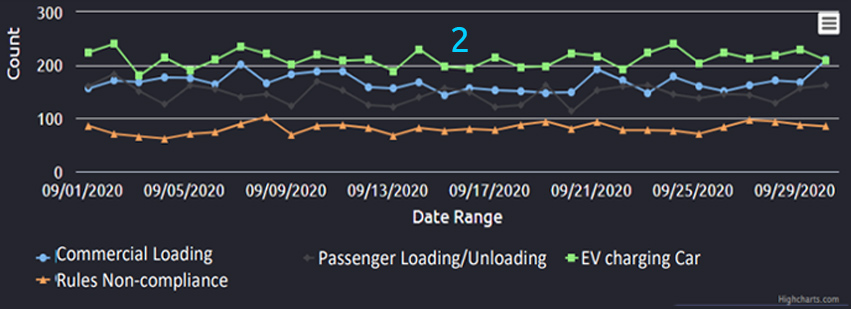 300
2
Count
200
100
0
09/01/2020 09/05/2020 09/09/2020 09/13/2020 09/17/2020 09/21/2020 09/25/2020 09/29/2020
Date Range
Commercial Loading Passenger Loading/Unloading EV charging Car
Rules Non-compliance
Highcharts.com